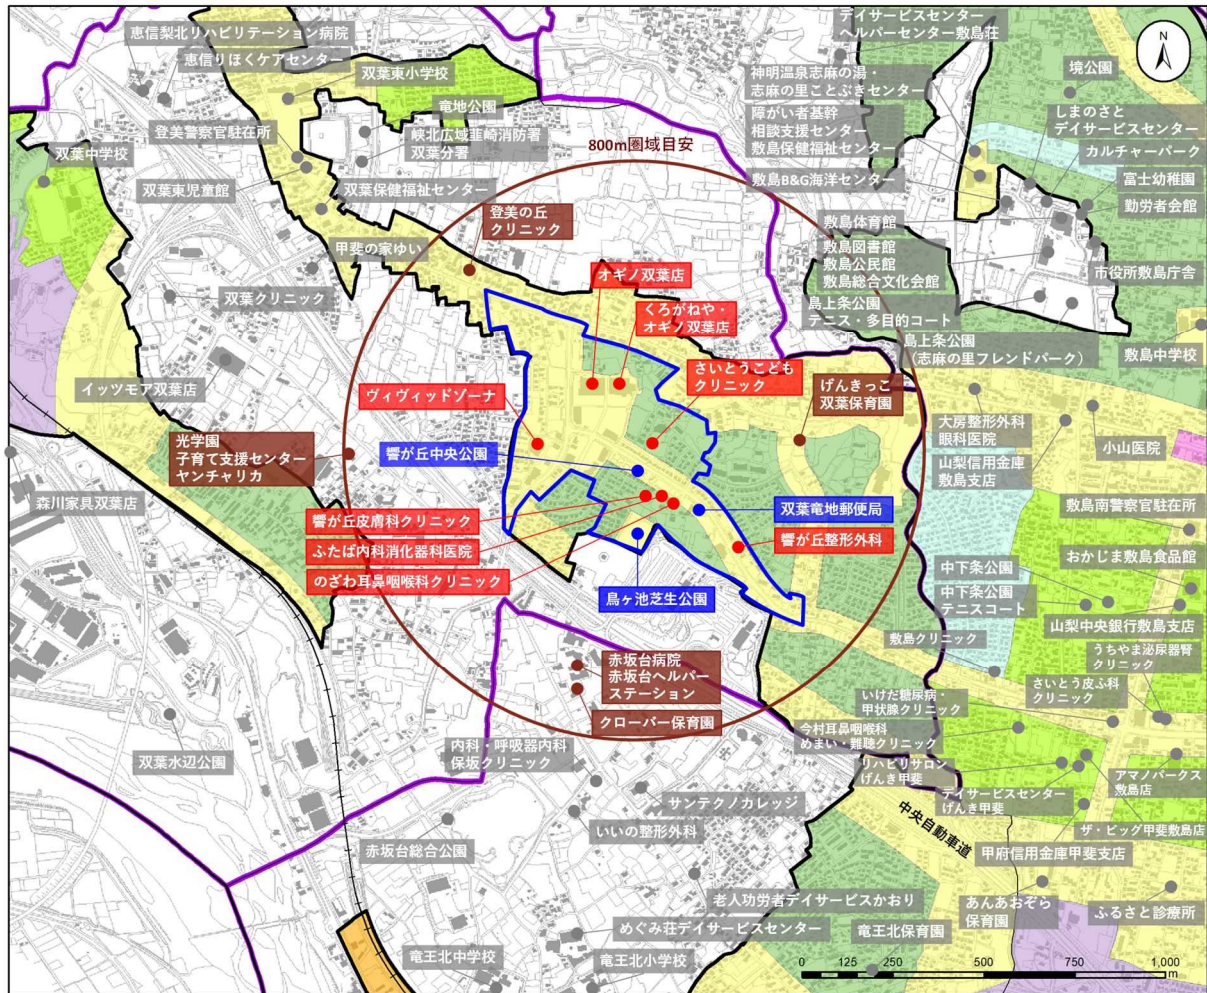 恵信梨北リハビリテーション病院
恵信りほくケアセンター
双葉東小学校
竜地公園
登美警察官駐在所
峡北広域韮崎消防署
双葉分署
双葉中学校
双葉東児童館
双葉保健福祉センター
甲斐の家ゆい
800m圏域目安
登美の丘
クリニック
デイサービスセンター
ヘルパーセンター敷島荘
神明温泉志麻の湯・
志麻の里ことぶきセンター
障がい者基幹
相談支援センター
敷島保健福祉センター
敷島B&G海洋センター
境公園
しまのさと
デイサービスセンター
カルチャーパーク
富士幼稚園
勤労者会館
敷島体育館
敷島図書館
敷島公民館
敷島総合文化会館
市役所敷島庁舎
島上条公園
テニス・多目的コート
島上条公園
（志麻の里フレンドパーク）
敷島中学校
N
双葉クリニック
イッツモア双葉店
オギノ双葉店
くろがねや・
オギノ双葉店
さいとうこども
クリニック
げんきっこ
双葉保育園
ヴィヴィッドゾーナ
響が丘中央公園
光学園
子育て支援センター
ヤンチャリカ
森川家具双葉店
響が丘皮膚科クリニック
ふたば内科消化器科医院
のざわ耳鼻咽喉科クリニック
双葉竜地郵便局
響が丘整形外科
鳥ヶ池芝生公園
大房整形外科
眼科医院
小山医院
山梨信用金庫
敷島支店
敷島南警察官駐在所
おかじま敷島食品館
中下条公園
中下条公園
テニスコート
山梨中央銀行敷島支店
敷島クリニック
うちやま泌尿器腎
クリニック
さいとう皮ふ科
クリニック
いけだ糖尿病・
甲状腺クリニック
今村耳鼻咽喉科
めまい・難聴クリニック
リハビリサロン
げんき甲斐
デイサービスセンター
げんき甲斐
アマノパークス
敷島店
ザ・ビッグ甲斐敷島店
中央自動車道
甲府信用金庫甲斐支店
赤坂台病院
赤坂台ヘルパー
ステーション
クローバー保育園
双葉水辺公園
内科・呼吸器内科
保坂クリニック
サンテクノカレッジ
いいの整形外科
赤坂台総合公園
老人功労者デイサービスかおり
あんあおぞら
保育園
ふるさと診療所
めぐみ荘デイサービスセンター
竜王北保育園
竜王北中学校
竜王北小学校
0 125 250 500 750 1,000
m